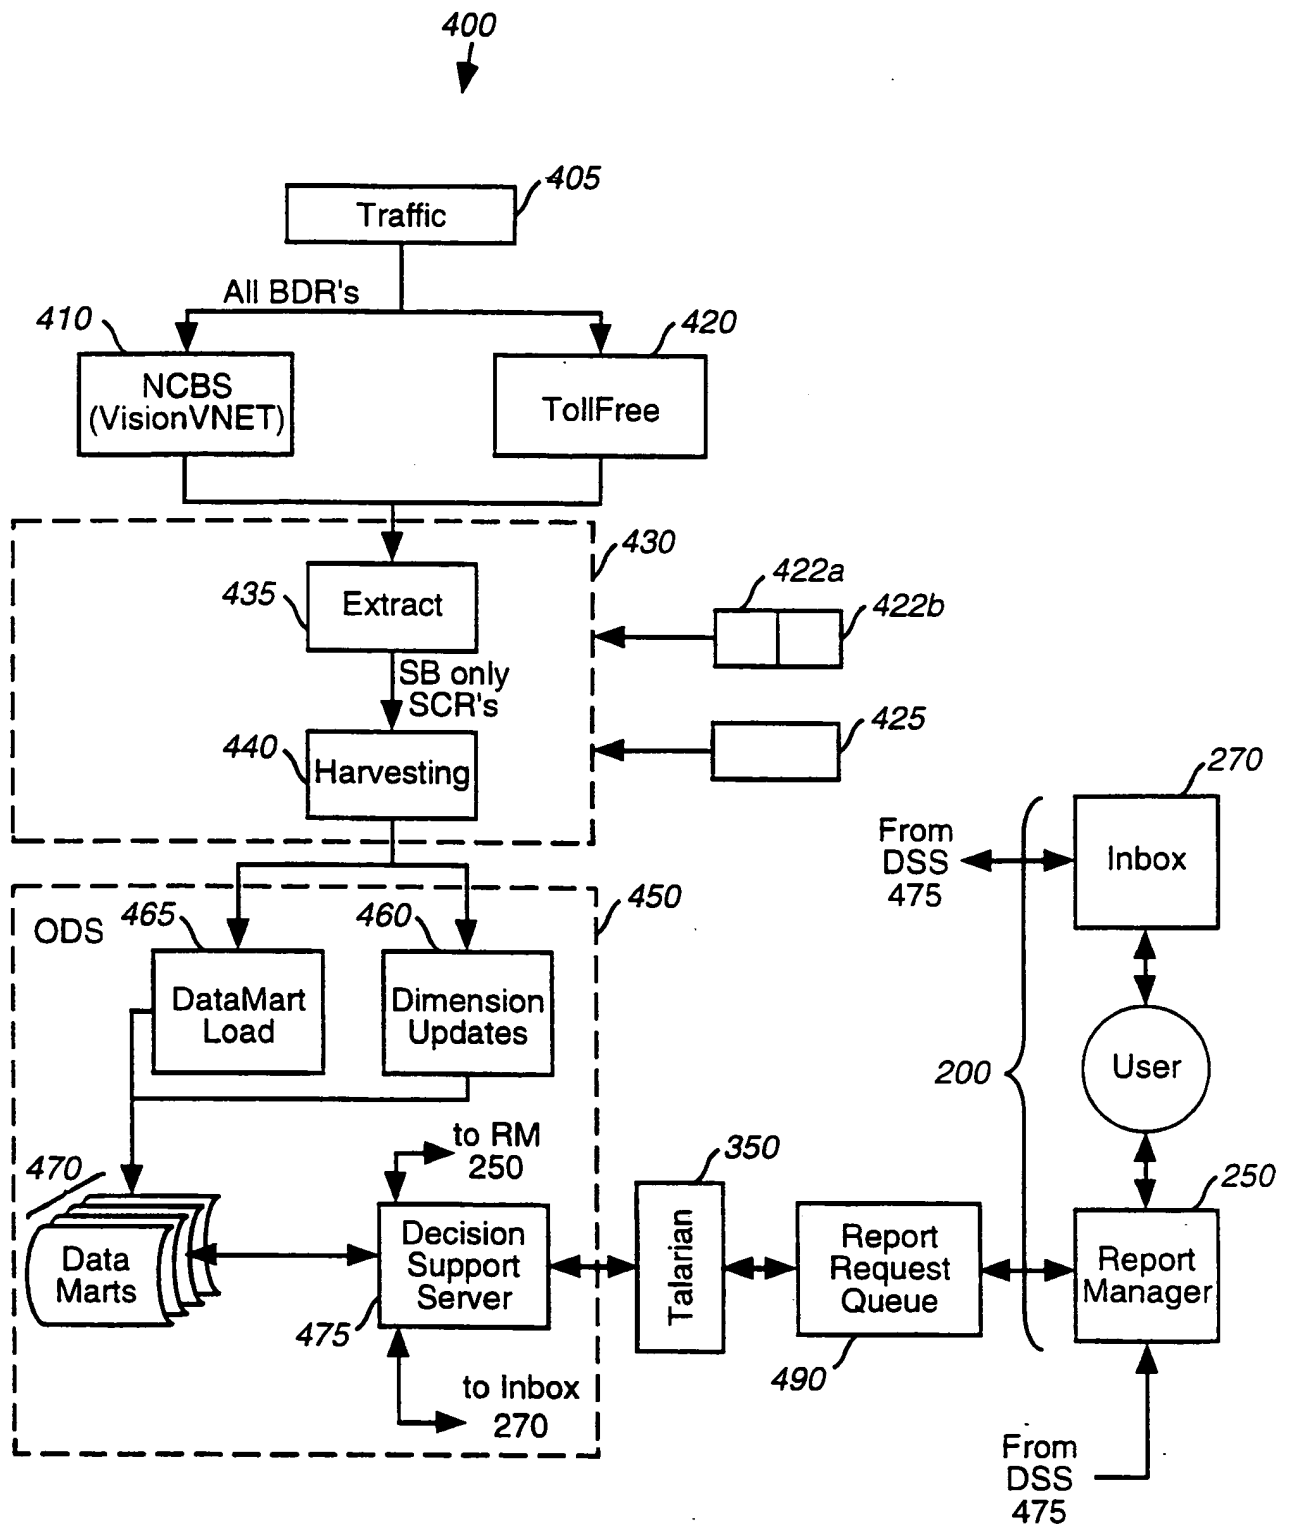 400
405
Traffic
All BDR's
410
420
NCBS
(VisionVNET)
TollFree
430
435
Extract
422a
422b
SB only
SCR's
425
440
Harvesting
270
From
DSS
475
Inbox
ODS
465
460
450
DataMart
Load
Dimension
Updates
200
User
to RM
250
350
470
250
Data
Marts
Decision
Support
Server
Talarian
Report
Request
Queue
Report
Manager
475
490
to Inbox
270
From
DSS
475